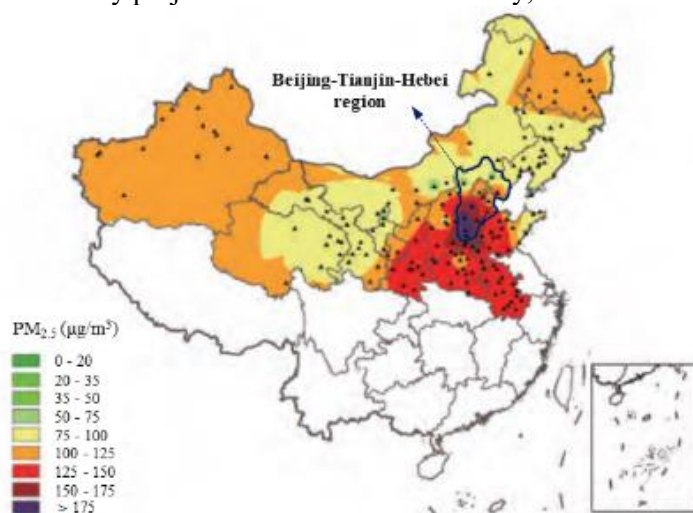 Beijing-Tianjin-Hebei
region
PM2.5 (μg/m³)
0 - 20
20 - 35
35 - 50
50 - 75
75 - 100
100 - 125
125 - 150
150 - 175
> 175